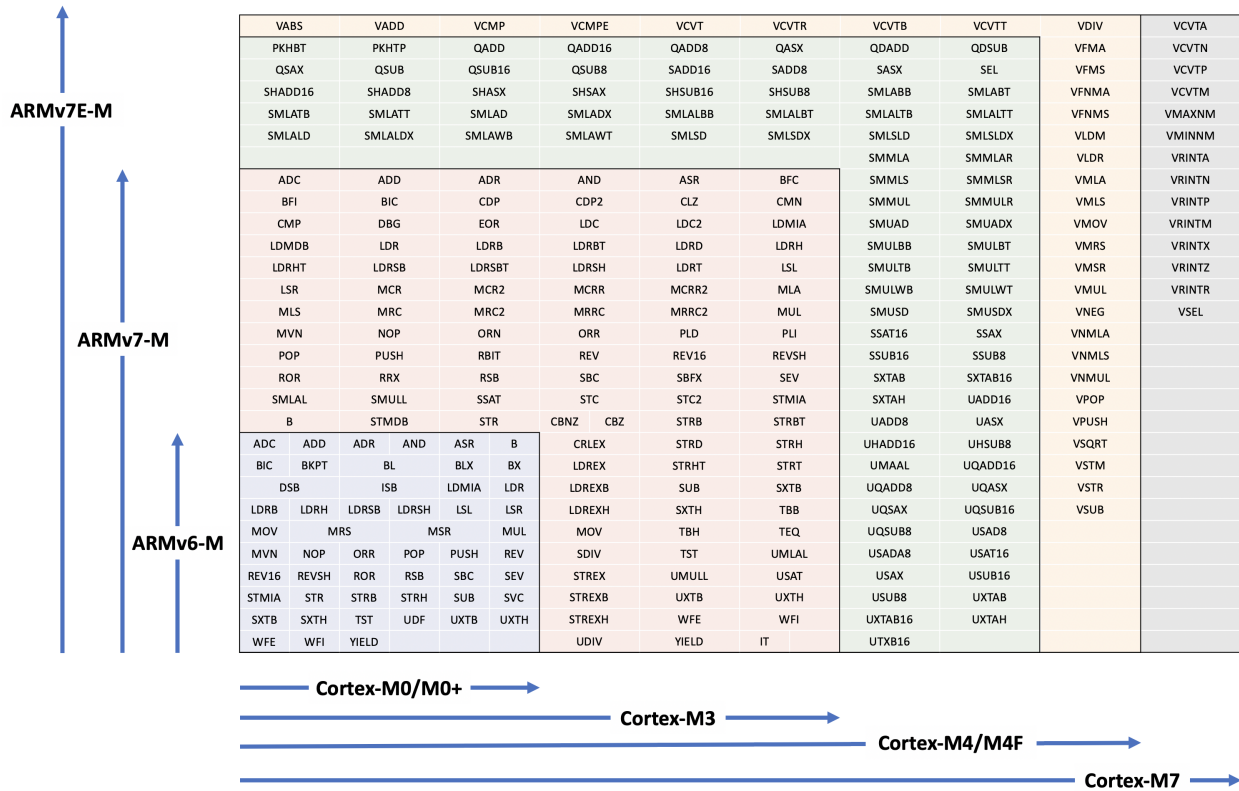 VABS VADD VCMP VCMPE VCVT VCVTR VCVTB VCVTT VDIV VCVTA
PKHBT PKHTP QADD QADD16 QADD8 QASX QDADD QDSUB VFMA VCVTN
QSAX QSUB QSUB16 QSUB8 SADD16 SADD8 SASX SEL VFMS VCVTP
SHADD16 SHADD8 SHASX SHSAX SHSUB16 SHSUB8 SMLABB SMLABT VFNMA VCVTM
ARMv7E-M
SMLATB SMLATT SMLAD SMLADX SMLALBB SMLALBT SMLALTB SMLALTT VFNMS VMAXNM
SMLALD SMLALDX SMLAWB SMLAWT SMLSD SMLSDX SMLSLD SMLSLDX VLDM VMINNM
SMMLA SMMLAR VLDR VRINTA
ADC ADD ADR AND ASR BFC SMMLS SMMLSR VMLA VRINTN
BFI BIC CDP CDP2 CLZ CMN SMMUL SMMULR VMLS VRINTP
CMP DBG EOR LDC LDC2 LDMIA SMUAD SMUADX VMOV VRINTM
LDMDB LDR LDRB LDRBT LDRD LDRH SMULBB SMULBT VMRS VRINTX
LDRHT LDRSB LDRSBT LDRSH LDRT LSL SMULTB SMULTT VMSR VRINTZ
LSR MCR MCR2 MCRR MCRR2 MLA SMULWB SMULWT VMUL VRINTR
MLS MRC MRC2 MRRC MRRC2 MUL SMUSD SMUSDX VNEG VSEL
ARMv7-M
MVN NOP ORN ORR PLD PLI SSAT16 SSAX VNMLA
POP PUSH RBIT REV REV16 REVSH SSUB16 SSUB8 VNMLS
ROR RRX RSB SBC SBFX SEV SXTAB SXTAB16 VNMUL
SMLAL SMULL SSAT STC STC2 STMIA SXTAH UADD16 VPOP
B STMDB STR CBNZ CBZ STRB STRBT UADD8 UASX VPUSH
ADC ADD ADR AND ASR B CRLEX STRD STRH UHADD16 UHSUB8 VSQRT
BIC BKPT BL BLX BX LDREX STRHT STRT UMAAL UQADD16 VSTM
DSB ISB LDMIA LDR LDREXB SUB SXTB UQADD8 UQASX VSTR
LDRB LDRH LDRSB LDRSH LSL LSR LDREXH SXTH TBB UQSAX UQSUB16 VSUB
MOV MRS MSR MUL MOV TBH TEQ UQSUB8 USAD8
ARMv6-M
MVN NOP ORR POP PUSH REV SDIV TST UMLAL USADA8 USAT16
REV16 REVSH ROR RSB SBC SEV STREX UMULL USAT USAX USUB16
STMIA STR STRB STRH SUB SVC STREXB UXTB UXTH USUB8 UXTAB
SXTB SXTH TST UDF UXTB UXTH STREXH WFE WFI UXTAB16 UXTAH
WFE WFI YIELD UDIV YIELD IT UTXB16
Cortex-M0/M0+
Cortex-M3
Cortex-M4/M4F
Cortex-M7